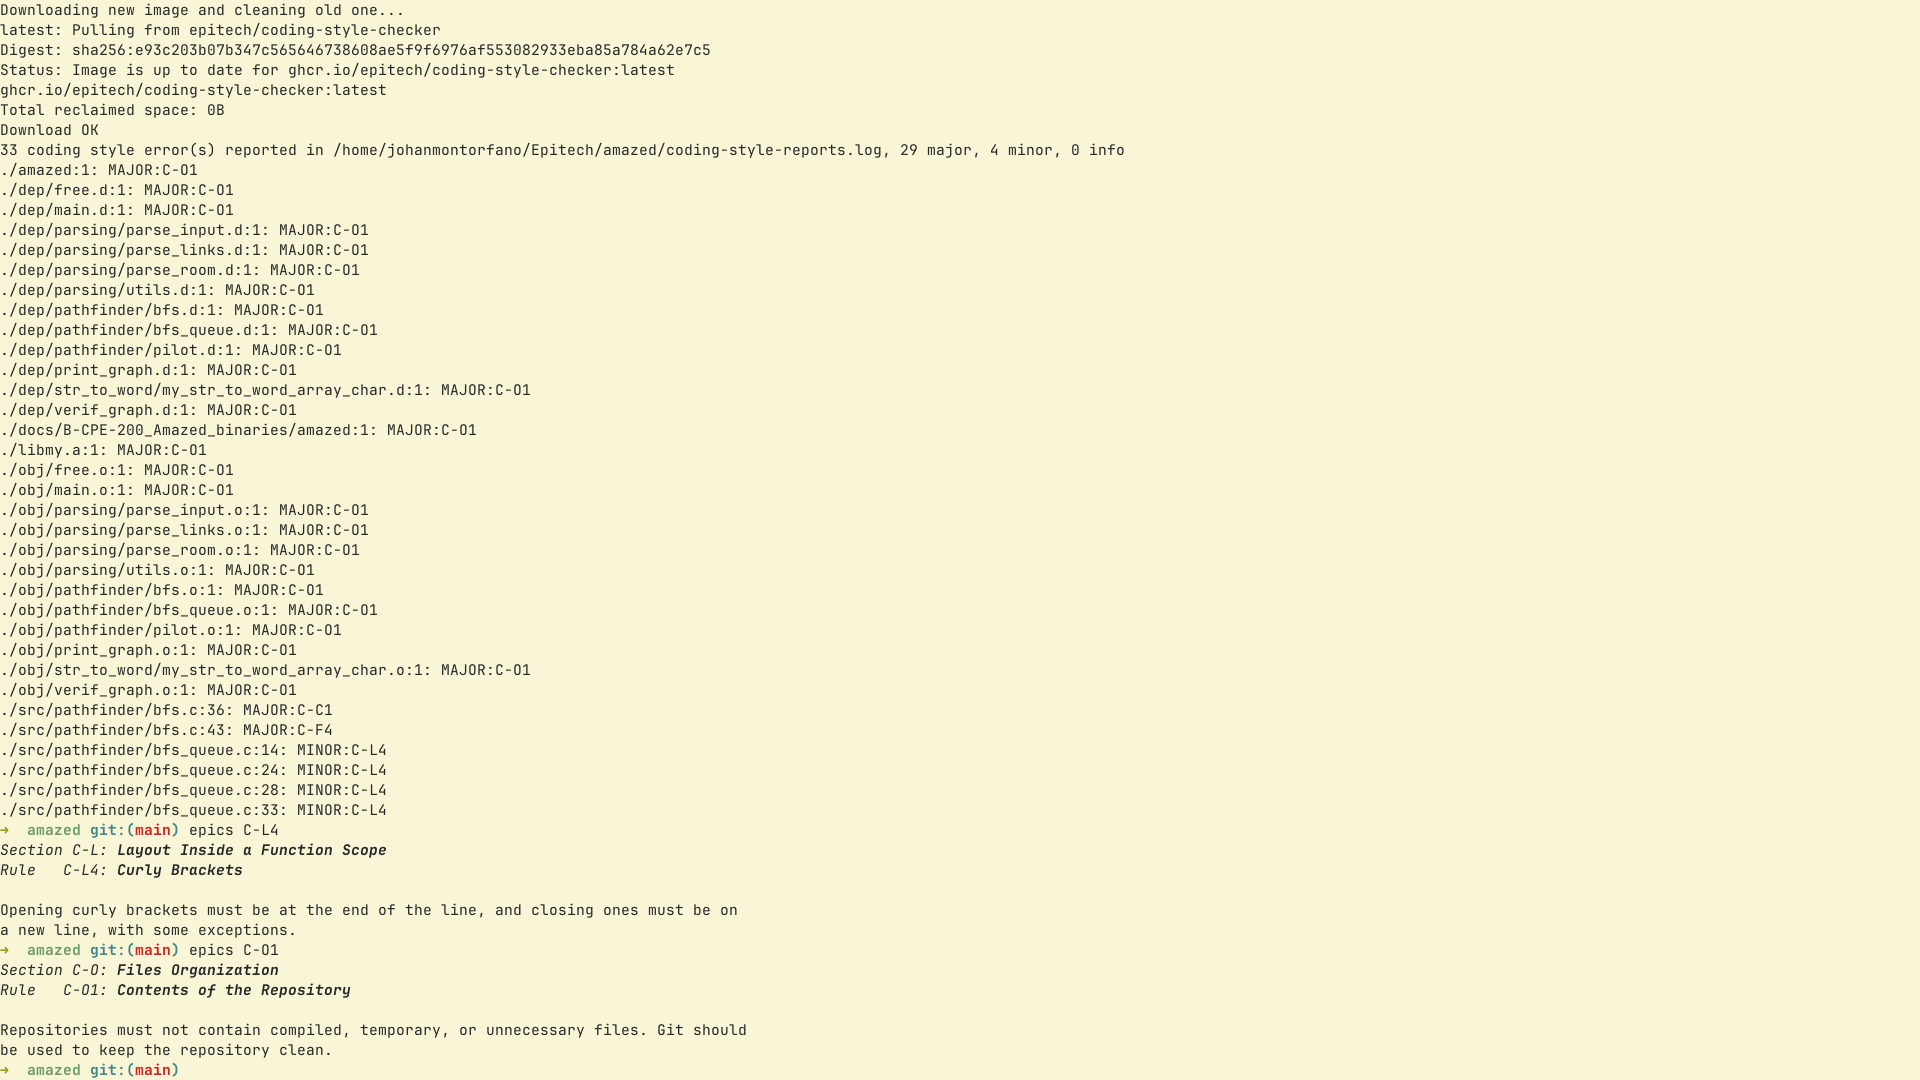 Downloading new image and cleaning old one...
latest: Pulling from epitech/coding-style-checker
Digest: sha256:e93c203b07b347c565646738608ae5f9f6976af553082933eba85a784a62e7c5
Status: Image is up to date for ghcr.io/epitech/coding-style-checker:latest
ghcr.io/epitech/coding-style-checker:latest
Total reclaimed space: 0B
Download OK
33 coding style error(s) reported in /home/johanmontorfano/Epitech/amazed/coding-style-reports.log, 29 major, 4 minor, 0 info
./amazed:1: MAJOR:C-O1
./dep/free.d:1: MAJOR:C-O1
./dep/main.d:1: MAJOR:C-O1
./dep/parsing/parse_input.d:1: MAJOR:C-O1
./dep/parsing/parse_links.d:1: MAJOR:C-O1
./dep/parsing/parse_room.d:1: MAJOR:C-O1
./dep/parsing/utils.d:1: MAJOR:C-O1
./dep/pathfinder/bfs.d:1: MAJOR:C-O1
./dep/pathfinder/bfs_queue.d:1: MAJOR:C-O1
./dep/pathfinder/pilot.d:1: MAJOR:C-O1
./dep/print_graph.d:1: MAJOR:C-O1
./dep/str_to_word/my_str_to_word_array_char.d:1: MAJOR:C-O1
./dep/verif_graph.d:1: MAJOR:C-O1
./docs/B-CPE-200_Amazed_binaries/amazed:1: MAJOR:C-O1
./libmy.a:1: MAJOR:C-O1
./obj/free.o:1: MAJOR:C-O1
./obj/main.o:1: MAJOR:C-O1
./obj/parsing/parse_input.o:1: MAJOR:C-O1
./obj/parsing/parse_links.o:1: MAJOR:C-O1
./obj/parsing/parse_room.o:1: MAJOR:C-O1
./obj/parsing/utils.o:1: MAJOR:C-O1
./obj/pathfinder/bfs.o:1: MAJOR:C-O1
./obj/pathfinder/bfs_queue.o:1: MAJOR:C-O1
./obj/pathfinder/pilot.o:1: MAJOR:C-O1
./obj/print_graph.o:1: MAJOR:C-O1
./obj/str_to_word/my_str_to_word_array_char.o:1: MAJOR:C-O1
./obj/verif_graph.o:1: MAJOR:C-O1
./src/pathfinder/bfs.c:36: MAJOR:C-C1
./src/pathfinder/bfs.c:43: MAJOR:C-F4
./src/pathfinder/bfs_queue.c:14: MINOR:C-L4
./src/pathfinder/bfs_queue.c:24: MINOR:C-L4
./src/pathfinder/bfs_queue.c:28: MINOR:C-L4
./src/pathfinder/bfs_queue.c:33: MINOR:C-L4
➜  amazed git:(main) epics C-L4
Section C-L: Layout Inside a Function Scope
Rule   C-L4: Curly Brackets
Opening curly brackets must be at the end of the line, and closing ones must be on
a new line, with some exceptions.
➜  amazed git:(main) epics C-O1
Section C-O: Files Organization
Rule   C-O1: Contents of the Repository
Repositories must not contain compiled, temporary, or unnecessary files. Git should
be used to keep the repository clean.
➜  amazed git:(main)